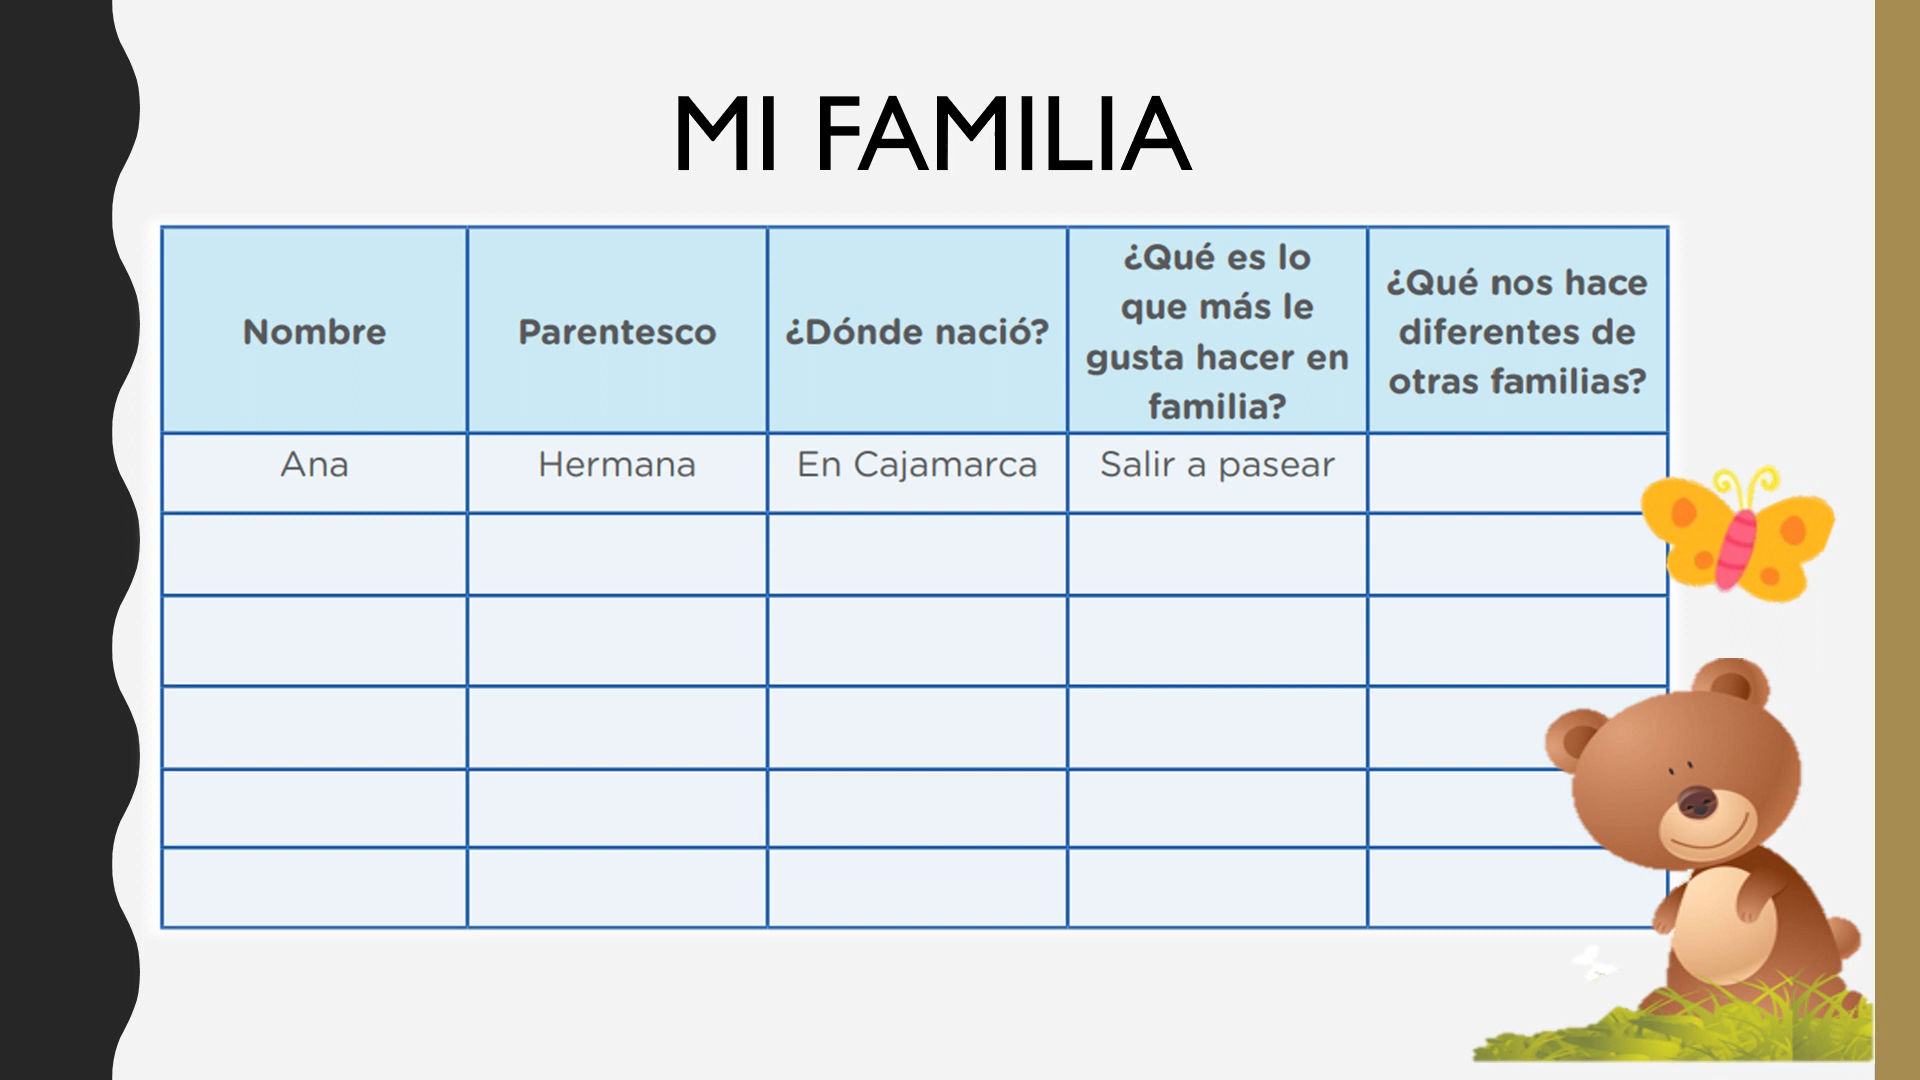 MI FAMILIA
Nombre
Parentesco
¿Dónde nació?
¿Qué es lo
que más le
gusta hacer en
familia?
¿Qué nos hace
diferentes de
otras familias?
Ana
Hermana
En Cajamarca
Salir a pasear